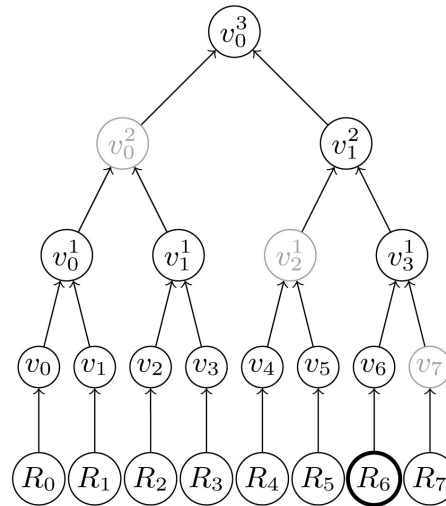 v_0^3
v_0^2 v_1^2
v_0^1 v_1^1 v_2^1 v_3^1
v_0 v_1 v_2 v_3 v_4 v_5 v_6 v_7
R_0 R_1 R_2 R_3 R_4 R_5 R_6 R_7